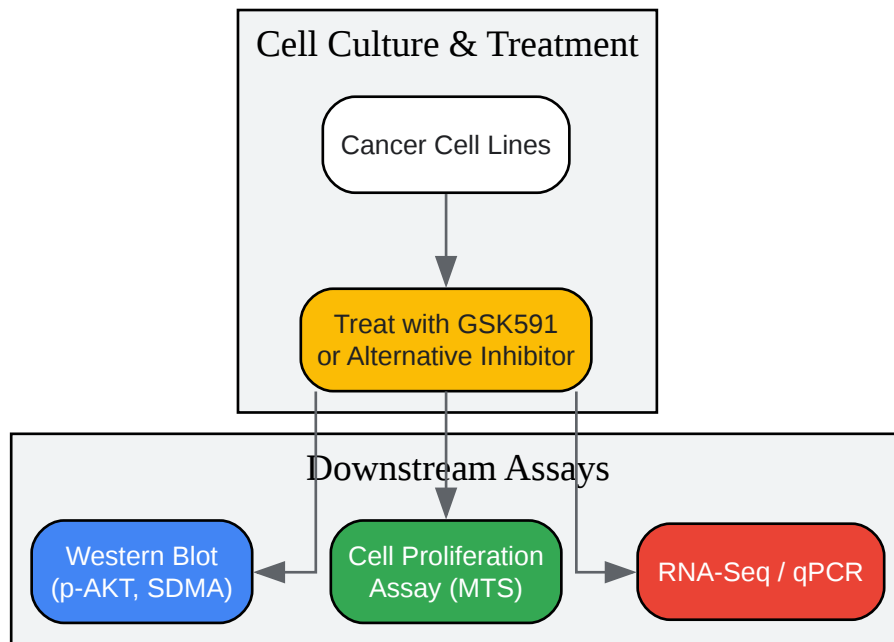 Cell Culture & Treatment
Cancer Cell Lines
Treat with GSK591
or Alternative Inhibitor
Downstream Assays
Western Blot
(p-AKT, SDMA)
Cell Proliferation
Assay (MTS)
RNA-Seq / qPCR